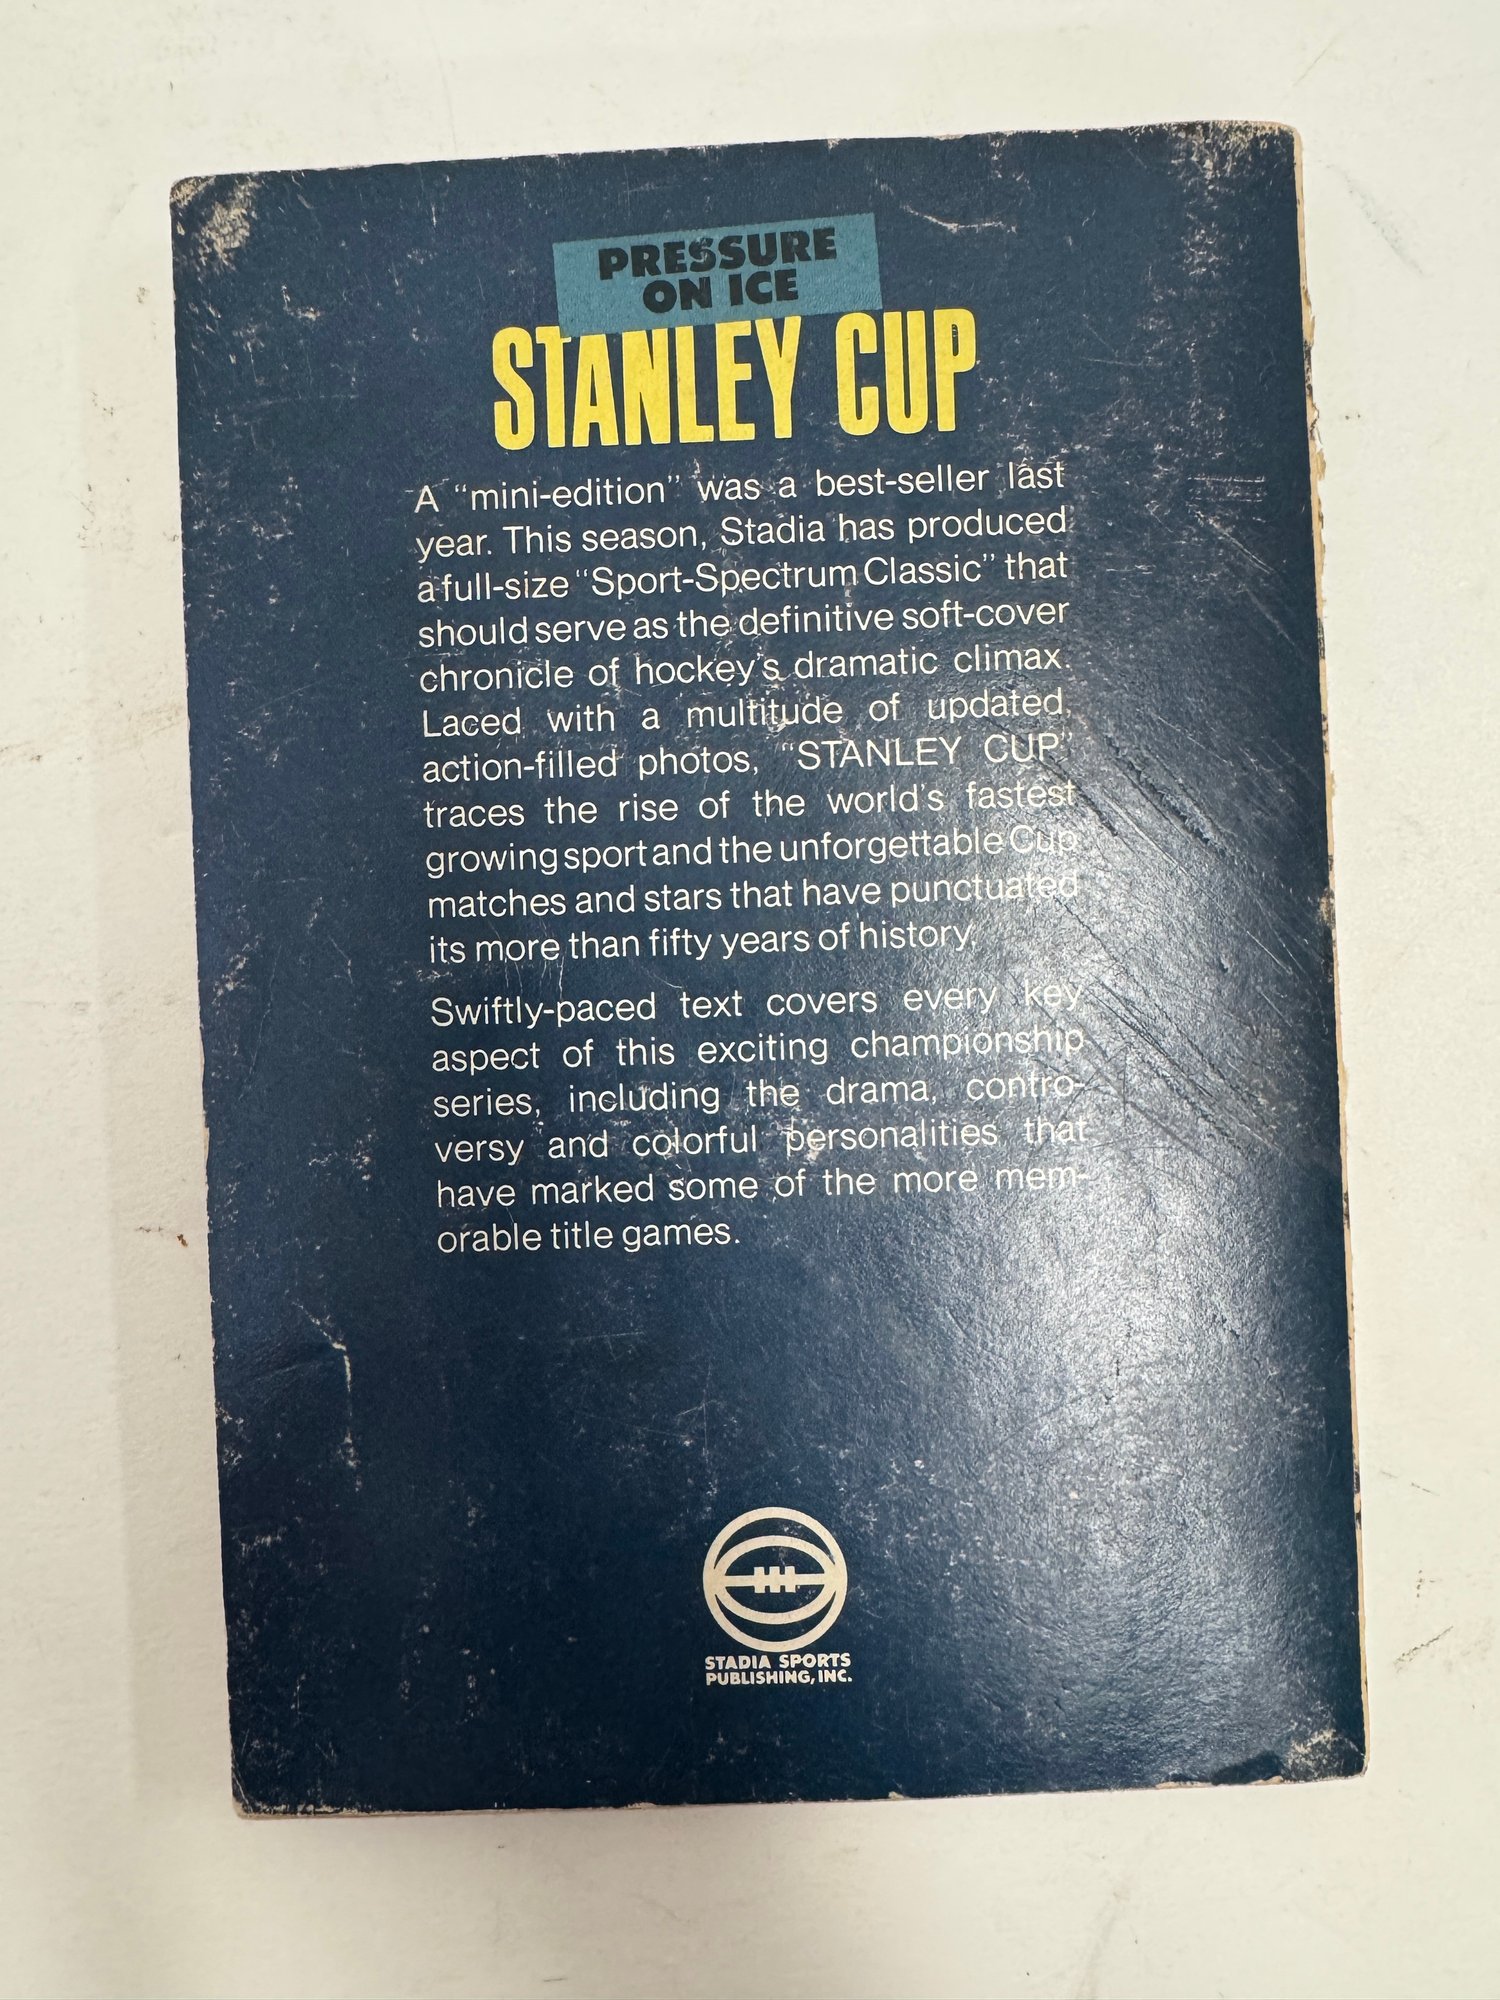 PRESSURE
ON ICE
STANLEY CUP
A “mini-edition” was a best-seller last
year. This season, Stadia has produced
a full-size “Sport-Spectrum Classic” that
should serve as the definitive soft-cover
chronicle of hockey's dramatic climax.
Laced with a multitude of updated,
action-filled photos, “STANLEY CUP”
traces the rise of the world's fastest
growing sport and the unforgettable Cup
matches and stars that have punctuated
its more than fifty years of history.
Swiftly-paced text covers every key
aspect of this exciting championship
series, including the drama, contro-
versy and colorful personalities that
have marked some of the more mem-
orable title games.
STADIA SPORTS
PUBLISHING, INC.